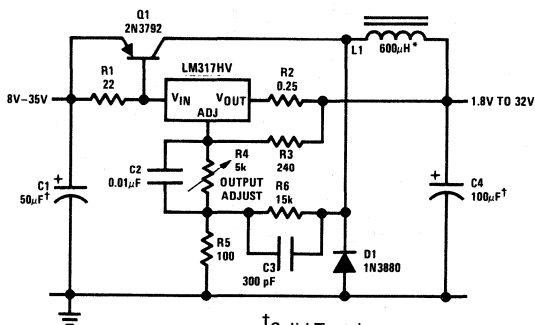 Q1
2N3792
L1
600μH*
R1
22
LM317HV
R2
0.25
8V–35V
VIN
VOUT
ADJ
1.8V TO 32V
R3
240
R4
5k
C2
0.01μF
OUTPUT
ADJUST
R6
15k
C1
50μF†
+
C4
100μF†
+
R5
100
C3
300 pF
D1
1N3880